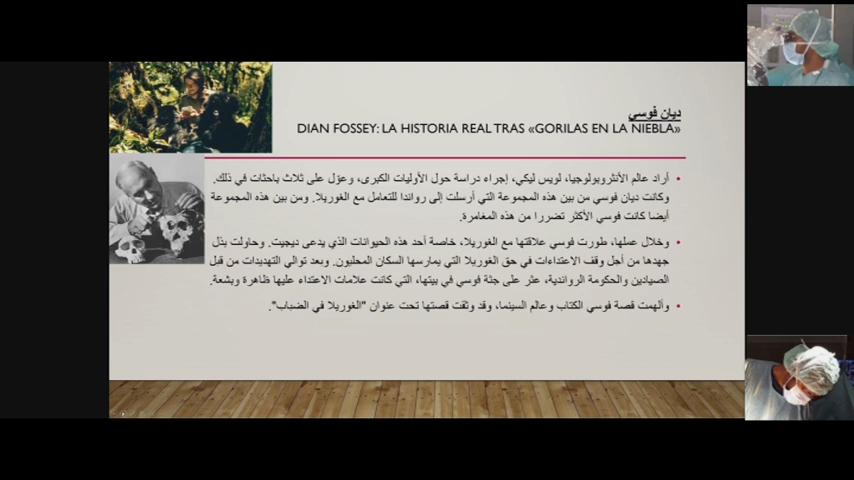 ديان فوسي
DIAN FOSSEY: LA HISTORIA REAL TRAS «GORILAS EN LA NIEBLA»
• أراد عالم الأنثروبولوجيا، لويس ليكي، إجراء دراسة حول الأوليات الكبرى، وعوّل على ثلاث باحثات في ذلك.
وكانت ديان فوسي من بين هذه المجموعة التي أرسلت إلى رواندا للتعامل مع الغوريلا. ومن بين هذه المجموعة
أيضا كانت فوسي الأكثر تضررا من هذه المغامرة.
• وخلال عملها، طورت فوسي علاقتها مع الغوريلا، خاصة أحد هذه الحيوانات الذي يدعى ديجيت. وحاولت بذل
جهدها من أجل وقف الاعتداءات في حق الغوريلا التي يمارسها السكان المحليون. وبعد توالي التهديدات من قبل
الصيادين والحكومة الرواندية، عثر على جثة فوسي في بيتها، التي كانت علامات الاعتداء عليها ظاهرة وبشعة.
• وألهمت قصة فوسي الكتاب وعالم السينما، وقد وثقت قصتها تحت عنوان "الغوريلا في الضباب".